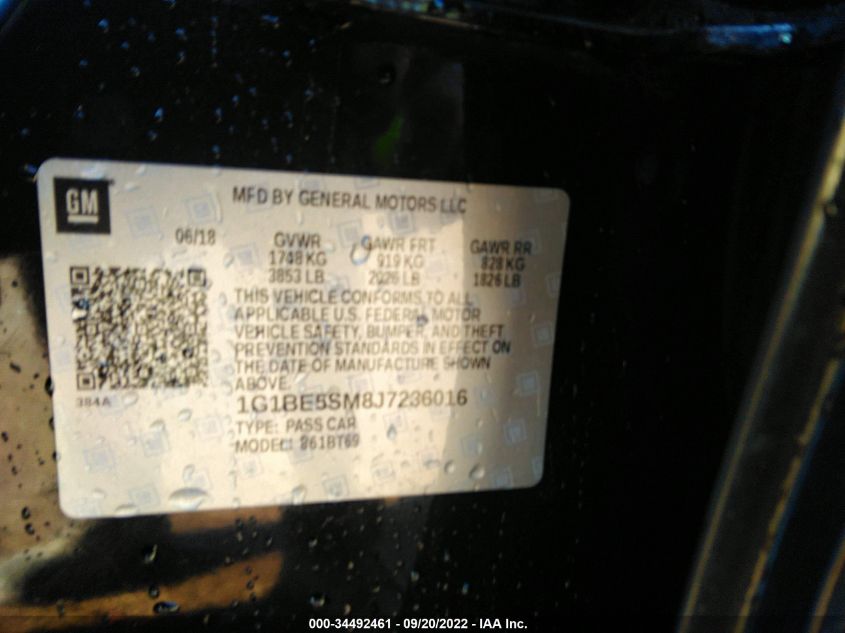 GM
MFD BY GENERAL MOTORS LLC
06/18 GVWR GAWR FRT GAWR RR
1748 KG 919 KG 828 KG
3853 LB 2026 LB 1826 LB
THIS VEHICLE CONFORMS TO ALL
APPLICABLE U.S. FEDERAL MOTOR
VEHICLE SAFETY, BUMPER, AND THEFT
PREVENTION STANDARDS IN EFFECT ON
THE DATE OF MANUFACTURE SHOWN
ABOVE.
384A
1G1BE5SM8J7236016
TYPE: PASS CAR
MODEL: 861BT69
000-34492461 - 09/20/2022 - IAA Inc.